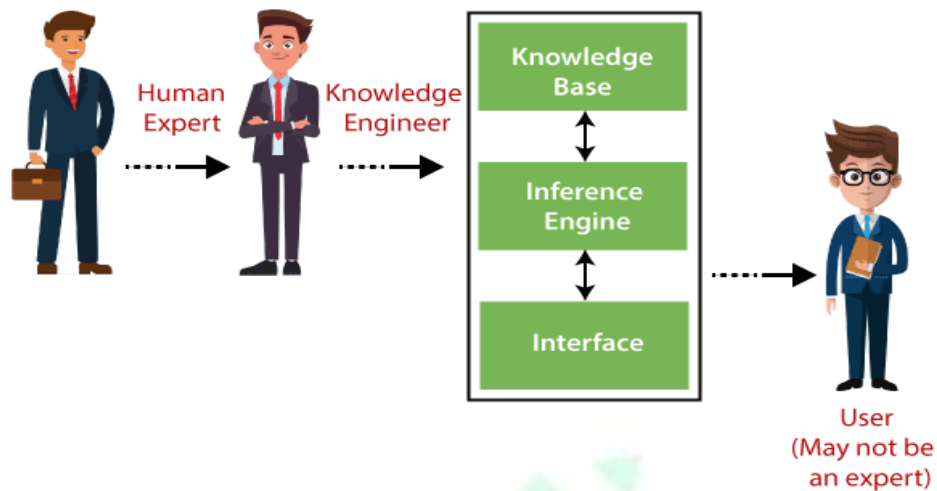 Human
Expert
Knowledge
Engineer
Knowledge
Base
Inference
Engine
Interface
User
(May not be
an expert)